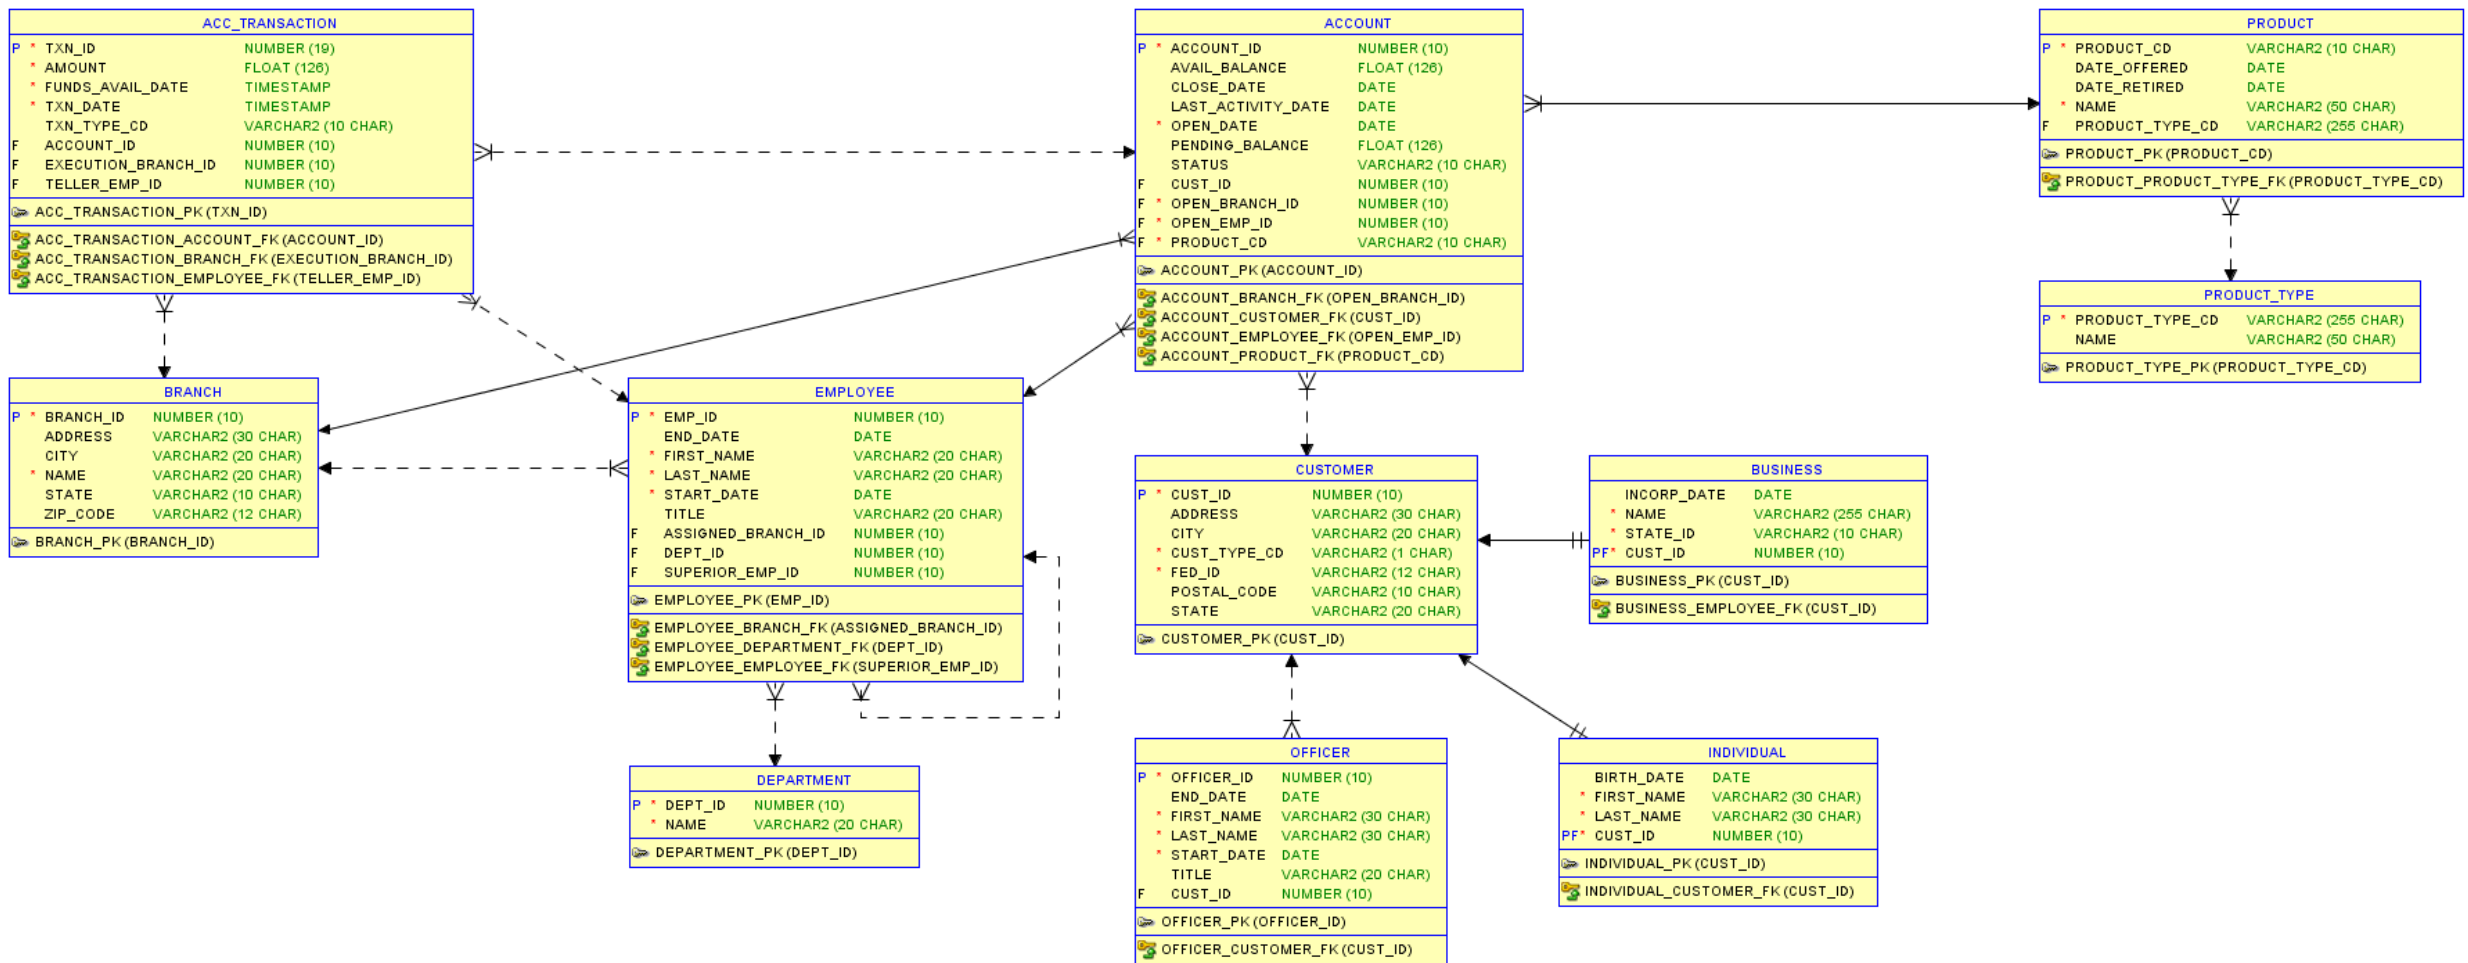 ACC_TRANSACTION
P * TXN_ID NUMBER (19)
* AMOUNT FLOAT (126)
* FUNDS_AVAIL_DATE TIMESTAMP
* TXN_DATE TIMESTAMP
TXN_TYPE_CD VARCHAR2 (10 CHAR)
F ACCOUNT_ID NUMBER (10)
F EXECUTION_BRANCH_ID NUMBER (10)
F TELLER_EMP_ID NUMBER (10)
ACC_TRANSACTION_PK (TXN_ID)
ACC_TRANSACTION_ACCOUNT_FK (ACCOUNT_ID)
ACC_TRANSACTION_BRANCH_FK (EXECUTION_BRANCH_ID)
ACC_TRANSACTION_EMPLOYEE_FK (TELLER_EMP_ID)
ACCOUNT
P * ACCOUNT_ID NUMBER (10)
AVAIL_BALANCE FLOAT (126)
CLOSE_DATE DATE
LAST_ACTIVITY_DATE DATE
* OPEN_DATE DATE
PENDING_BALANCE FLOAT (126)
STATUS VARCHAR2 (10 CHAR)
F CUST_ID NUMBER (10)
F * OPEN_BRANCH_ID NUMBER (10)
F * OPEN_EMP_ID NUMBER (10)
F * PRODUCT_CD VARCHAR2 (10 CHAR)
ACCOUNT_PK (ACCOUNT_ID)
ACCOUNT_BRANCH_FK (OPEN_BRANCH_ID)
ACCOUNT_CUSTOMER_FK (CUST_ID)
ACCOUNT_EMPLOYEE_FK (OPEN_EMP_ID)
ACCOUNT_PRODUCT_FK (PRODUCT_CD)
PRODUCT
P * PRODUCT_CD VARCHAR2 (10 CHAR)
DATE_OFFERED DATE
DATE_RETIRED DATE
* NAME VARCHAR2 (50 CHAR)
F PRODUCT_TYPE_CD VARCHAR2 (255 CHAR)
PRODUCT_PK (PRODUCT_CD)
PRODUCT_PRODUCT_TYPE_FK (PRODUCT_TYPE_CD)
PRODUCT_TYPE
P * PRODUCT_TYPE_CD VARCHAR2 (255 CHAR)
NAME VARCHAR2 (50 CHAR)
PRODUCT_TYPE_PK (PRODUCT_TYPE_CD)
BRANCH
P * BRANCH_ID NUMBER (10)
ADDRESS VARCHAR2 (30 CHAR)
CITY VARCHAR2 (20 CHAR)
* NAME VARCHAR2 (20 CHAR)
STATE VARCHAR2 (10 CHAR)
ZIP_CODE VARCHAR2 (12 CHAR)
BRANCH_PK (BRANCH_ID)
EMPLOYEE
P * EMP_ID NUMBER (10)
END_DATE DATE
* FIRST_NAME VARCHAR2 (20 CHAR)
* LAST_NAME VARCHAR2 (20 CHAR)
* START_DATE DATE
TITLE VARCHAR2 (20 CHAR)
F ASSIGNED_BRANCH_ID NUMBER (10)
F DEPT_ID NUMBER (10)
F SUPERIOR_EMP_ID NUMBER (10)
EMPLOYEE_PK (EMP_ID)
EMPLOYEE_BRANCH_FK (ASSIGNED_BRANCH_ID)
EMPLOYEE_DEPARTMENT_FK (DEPT_ID)
EMPLOYEE_EMPLOYEE_FK (SUPERIOR_EMP_ID)
CUSTOMER
P * CUST_ID NUMBER (10)
ADDRESS VARCHAR2 (30 CHAR)
CITY VARCHAR2 (20 CHAR)
* CUST_TYPE_CD VARCHAR2 (1 CHAR)
* FED_ID VARCHAR2 (12 CHAR)
POSTAL_CODE VARCHAR2 (10 CHAR)
STATE VARCHAR2 (20 CHAR)
CUSTOMER_PK (CUST_ID)
BUSINESS
INCORP_DATE DATE
* NAME VARCHAR2 (255 CHAR)
* STATE_ID VARCHAR2 (10 CHAR)
PF* CUST_ID NUMBER (10)
BUSINESS_PK (CUST_ID)
BUSINESS_EMPLOYEE_FK (CUST_ID)
DEPARTMENT
P * DEPT_ID NUMBER (10)
* NAME VARCHAR2 (20 CHAR)
DEPARTMENT_PK (DEPT_ID)
OFFICER
P * OFFICER_ID NUMBER (10)
END_DATE DATE
* FIRST_NAME VARCHAR2 (30 CHAR)
* LAST_NAME VARCHAR2 (30 CHAR)
* START_DATE DATE
TITLE VARCHAR2 (20 CHAR)
F CUST_ID NUMBER (10)
OFFICER_PK (OFFICER_ID)
OFFICER_CUSTOMER_FK (CUST_ID)
INDIVIDUAL
BIRTH_DATE DATE
* FIRST_NAME VARCHAR2 (30 CHAR)
* LAST_NAME VARCHAR2 (30 CHAR)
PF* CUST_ID NUMBER (10)
INDIVIDUAL_PK (CUST_ID)
INDIVIDUAL_CUSTOMER_FK (CUST_ID)